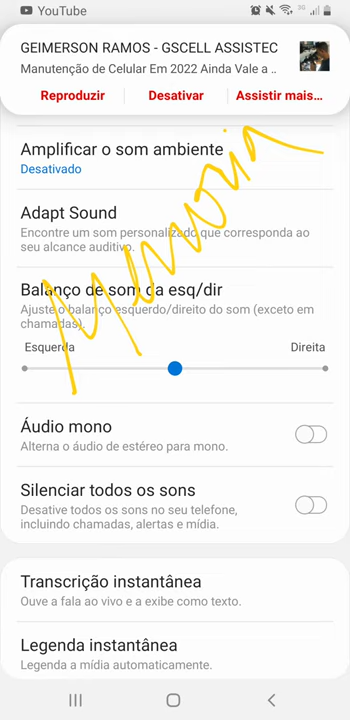 YouTube
3G
GEIMERSON RAMOS - GSCELL ASSISTEC
Manutenção de Celular Em 2022 Ainda Vale a ..
Reproduzir Desativar Assistir mais...
Amplificar o som ambiente
Desativado
Adapt Sound
Encontre um som personalizado que corresponda ao
seu alcance auditivo.
Memoria
Balanço de som da esq/dir
Ajuste o balanço esquerdo/direito do som (exceto em
chamadas).
Esquerda Direita
Áudio mono
Alterna o áudio de estéreo para mono.
Silenciar todos os sons
Desative todos os sons no seu telefone,
incluindo chamadas, alertas e mídia.
Transcrição instantânea
Ouve a fala ao vivo e a exibe como texto.
Legenda instantânea
Legenda a mídia automaticamente.